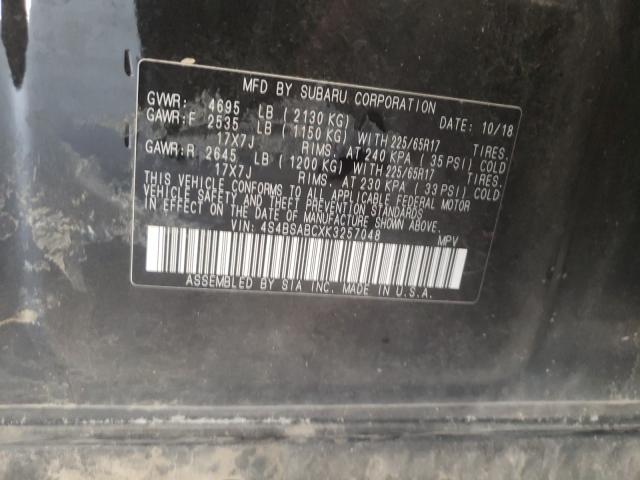 MFD BY SUBARU CORPORATION DATE: 10/18
GVWR: 4695 LB ( 2130 KG)
GAWR:F 2535 LB ( 1150 KG) WITH 225/65R17 TIRES.
17X7J RIMS. AT 240 KPA ( 35 PSI) COLD
GAWR:R 2645 LB ( 1200 KG) WITH 225/65R17 TIRES.
17X7J RIMS. AT 230 KPA ( 33 PSI) COLD
THIS VEHICLE CONFORMS TO ALL APPLICABLE FEDERAL MOTOR
VEHICLE SAFETY, BUMPER, AND THEFT PREVENTION STANDARDS
IN EFFECT ON THE DATE OF MANUFACTURE SHOWN ABOVE.
VIN: 4S4BSABCXK3257048 MPV
ASSEMBLED BY SIA INC. MADE IN U.S.A.